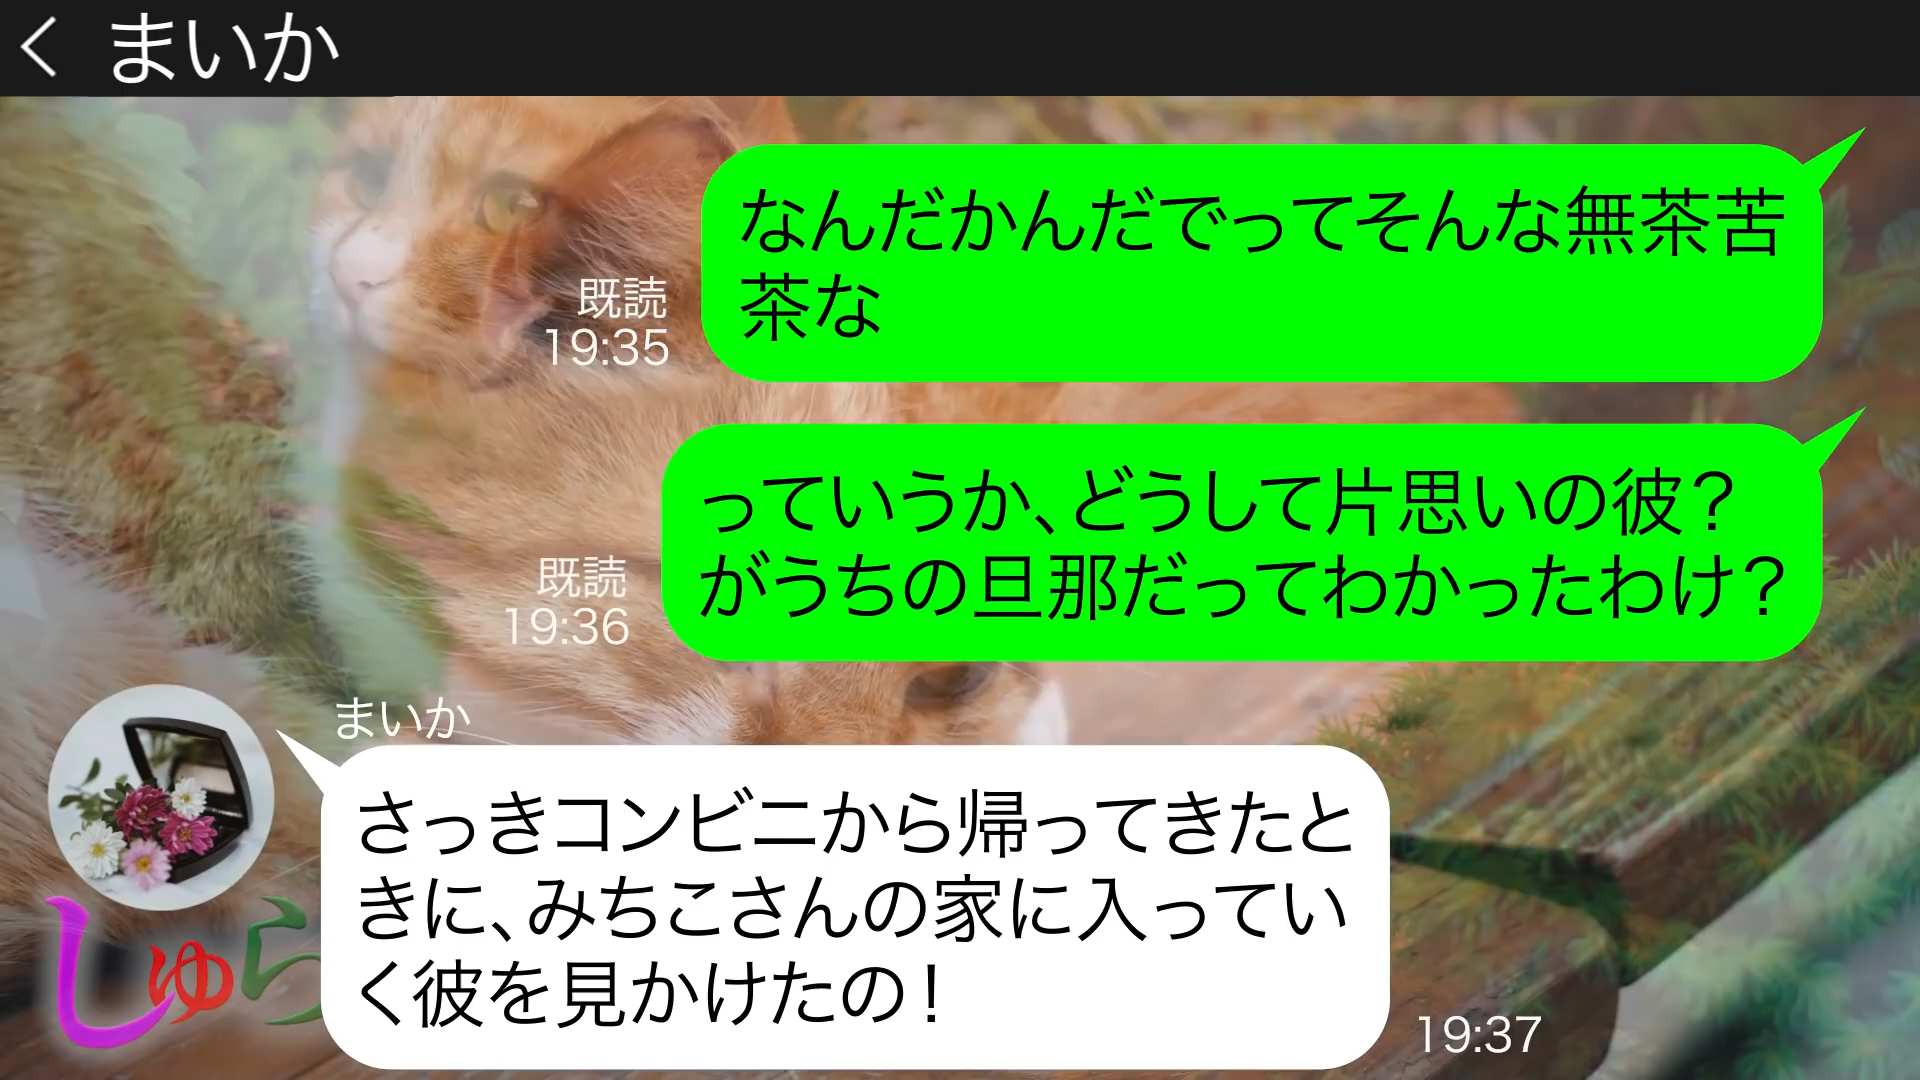 まいか
なんだかんだでってそんな無茶苦
茶な
既読
19:35
っていうか、どうして片思いの彼？
がうちの旦那だってわかったわけ？
既読
19:36
まいか
さっきコンビニから帰ってきたと
きに、みちこさんの家に入ってい
く彼を見かけたの！
19:37
しゅら